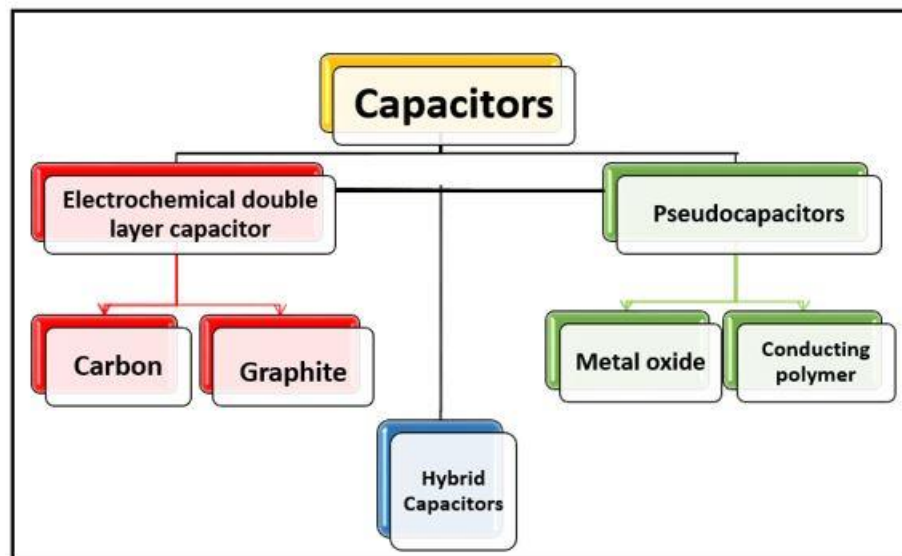 Capacitors
Electrochemical double
layer capacitor
Pseudocapacitors
Carbon
Graphite
Metal oxide
Conducting
polymer
Hybrid
Capacitors